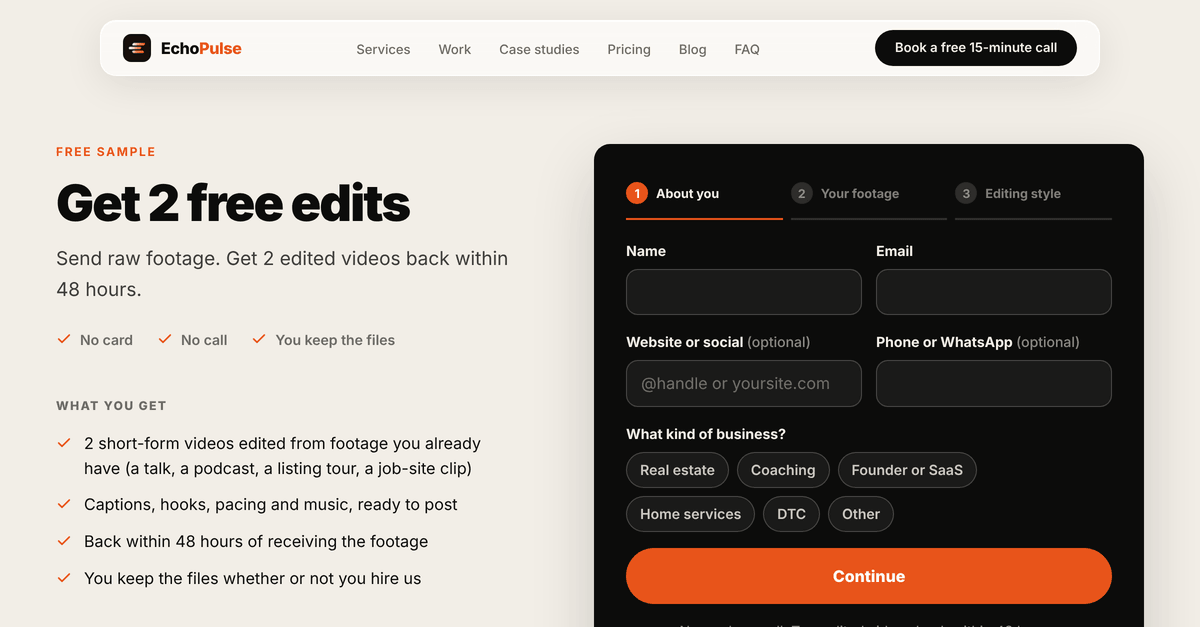 EchoPulse
Services Work Case studies Pricing Blog FAQ
Book a free 15-minute call
FREE SAMPLE
Get 2 free edits
Send raw footage. Get 2 edited videos back within
48 hours.
No card No call You keep the files
WHAT YOU GET
2 short-form videos edited from footage you already
have (a talk, a podcast, a listing tour, a job-site clip)
Captions, hooks, pacing and music, ready to post
Back within 48 hours of receiving the footage
You keep the files whether or not you hire us
1 About you 2 Your footage 3 Editing style
Name Email
Website or social (optional) Phone or WhatsApp (optional)
@handle or yoursite.com
What kind of business?
Real estate Coaching Founder or SaaS
Home services DTC Other
Continue